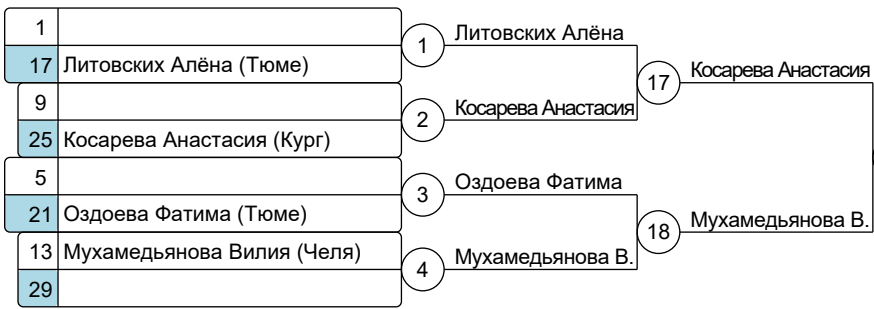 1
17 Литовских Алёна (Тюме)
9
25 Косарева Анастасия (Кург)
5
21 Оздоева Фатима (Тюме)
13 Мухамедьянова Вилия (Челя)
29
1
Литовских Алёна
2
Косарева Анастасия
3
Оздоева Фатима
4
Мухамедьянова В.
17
Косарева Анастасия
18
Мухамедьянова В.